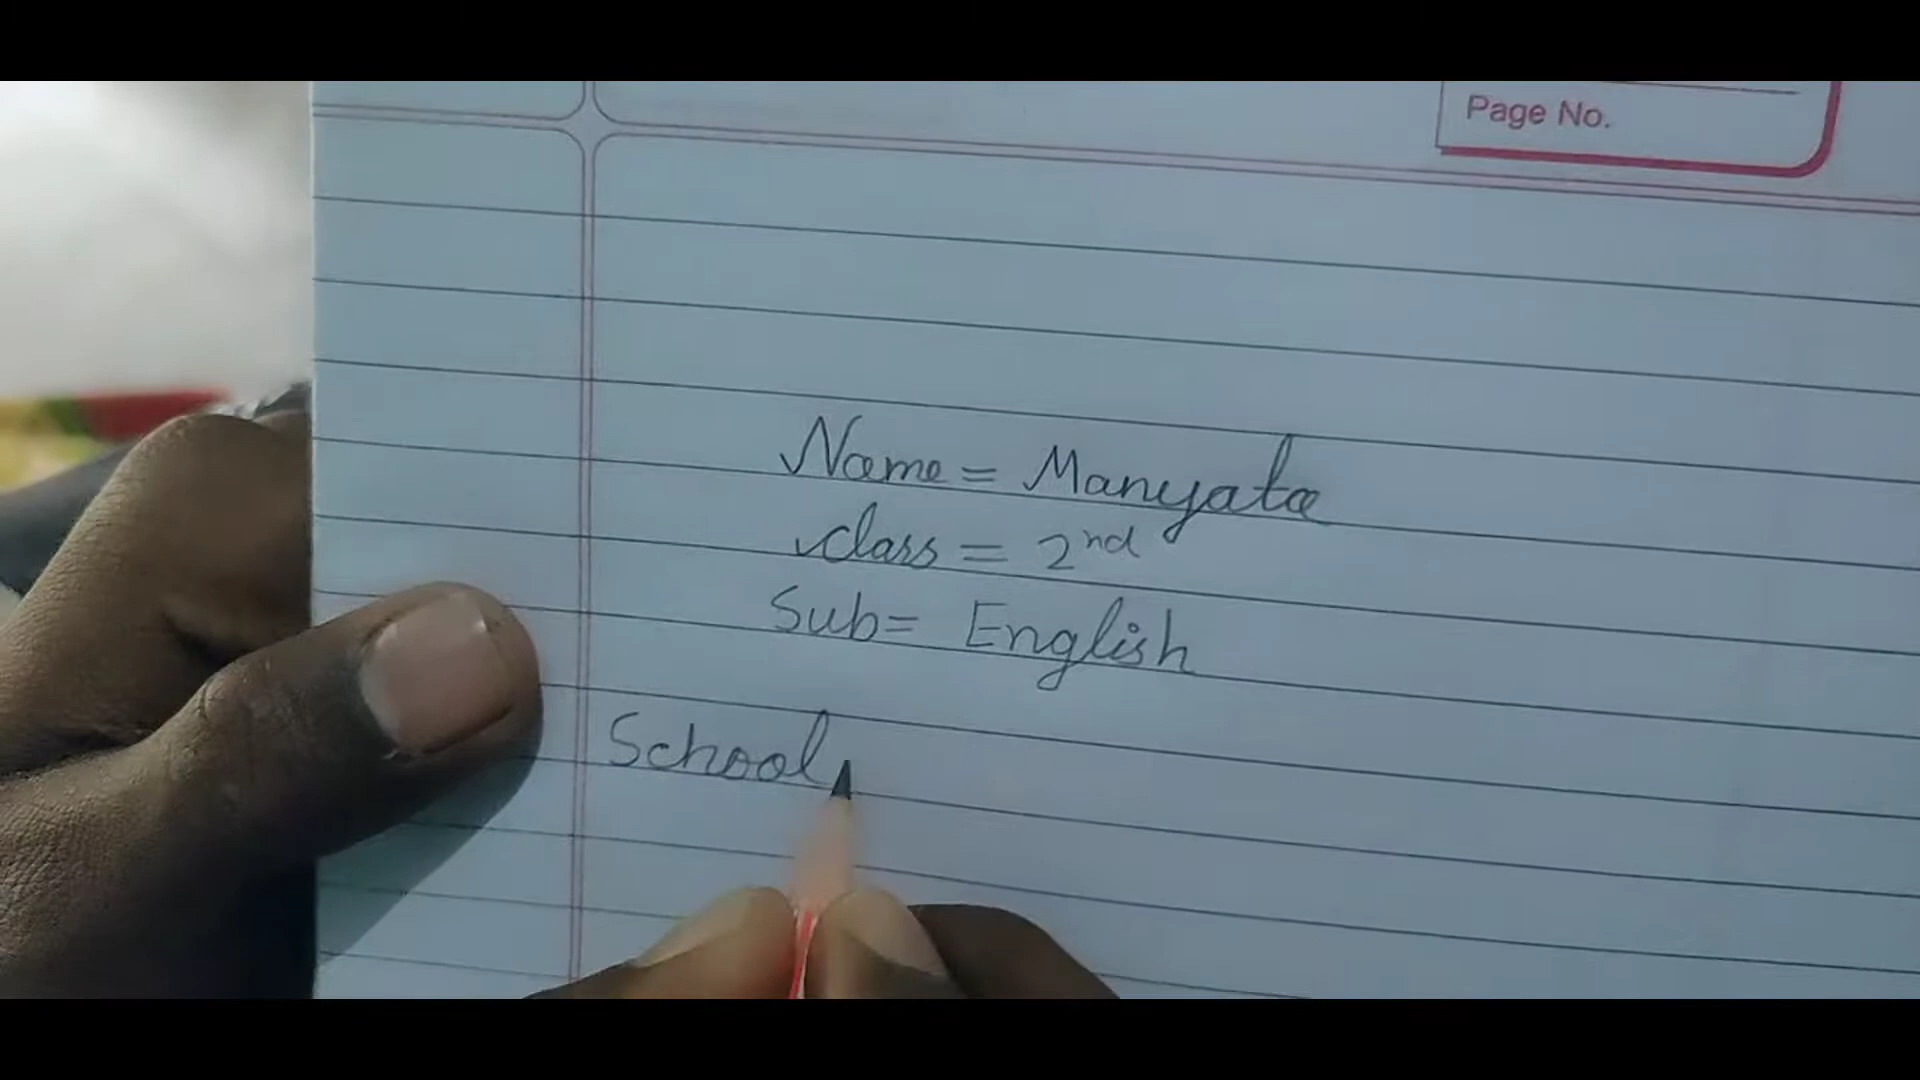 Page No.
Name = Manyata
class = 2nd
Sub= English
School